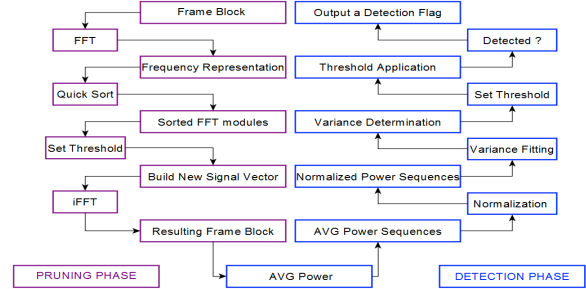 Frame Block
Output a Detection Flag
FFT
Detected ?
Frequency Representation
Threshold Application
Quick Sort
Set Threshold
Sorted FFT modules
Variance Determination
Set Threshold
Variance Fitting
Build New Signal Vector
Normalized Power Sequences
iFFT
Normalization
Resulting Frame Block
AVG Power Sequences
PRUNING PHASE
AVG Power
DETECTION PHASE